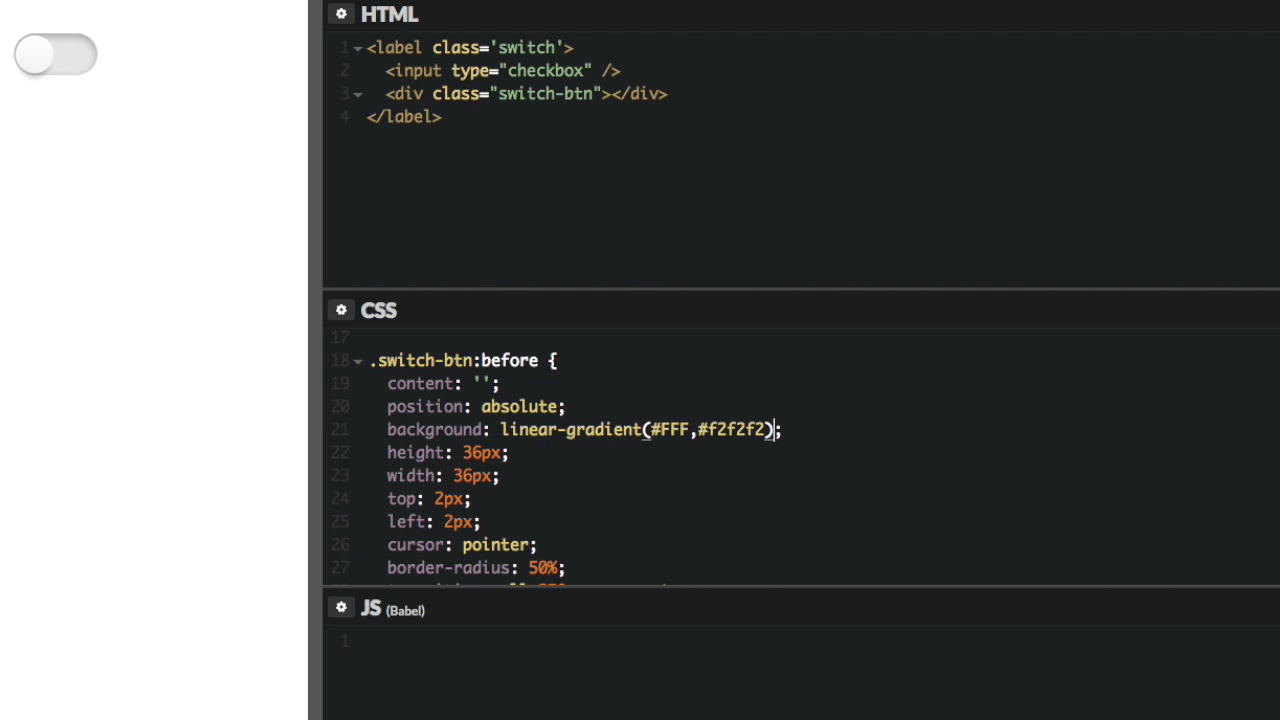 HTML
1 <label class='switch'>
2 <input type="checkbox" />
3 <div class="switch-btn"></div>
4 </label>
CSS
17
18 .switch-btn:before {
19 content: '';
20 position: absolute;
21 background: linear-gradient(#FFF,#f2f2f2);
22 height: 36px;
23 width: 36px;
24 top: 2px;
25 left: 2px;
26 cursor: pointer;
27 border-radius: 50%;
JS (Babel)
1